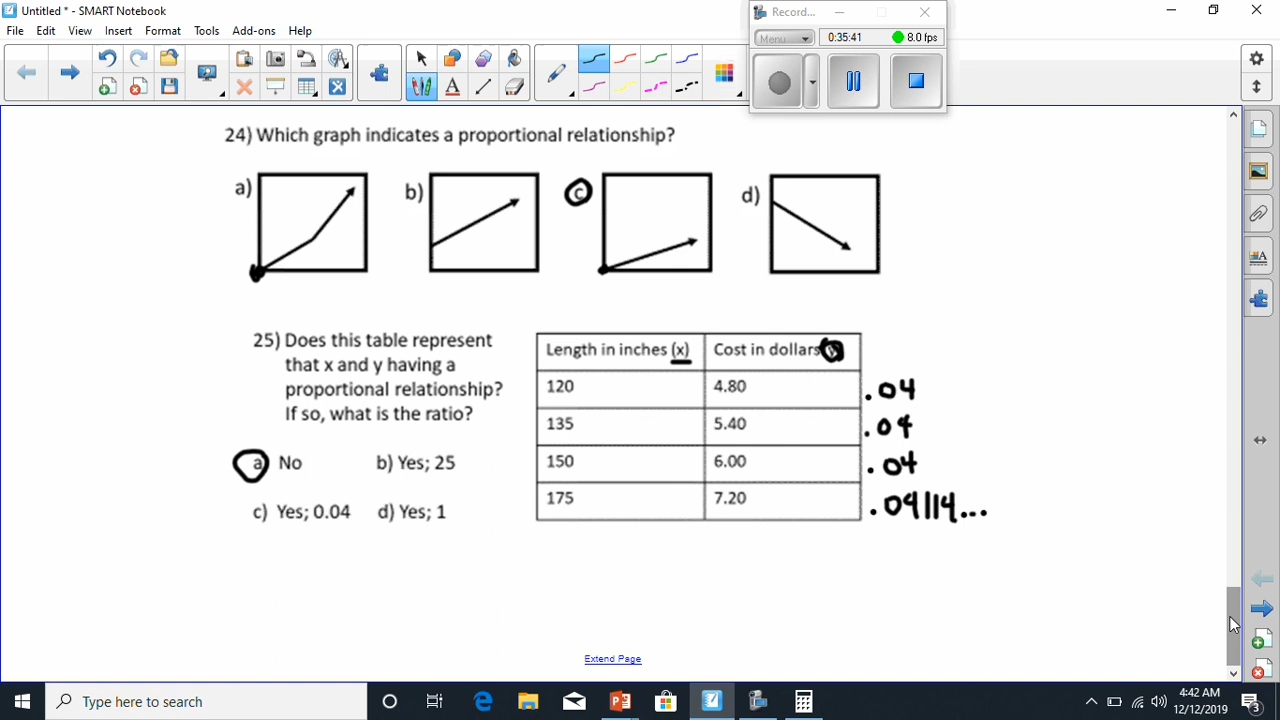 Untitled * - SMART Notebook
Record...
File Edit View Insert Format Tools Add-ons Help
Menu 0:35:41 8.0 fps
24) Which graph indicates a proportional relationship?
a) b) c d)
25) Does this table represent
that x and y having a
proportional relationship?
If so, what is the ratio?
a No b) Yes; 25
c) Yes; 0.04 d) Yes; 1
Length in inches (x) Cost in dollars
120 4.80 .04
135 5.40 .04
150 6.00 .04
175 7.20 .04114...
Extend Page
Type here to search
4:42 AM
12/12/2019
3